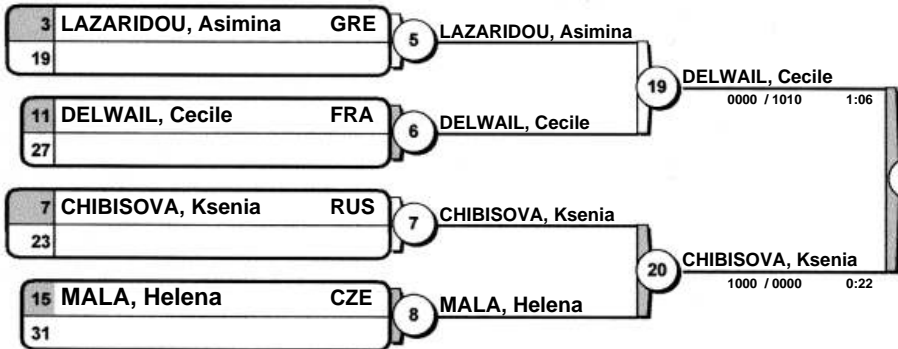 3 LAZARIDOU, Asimina GRE
19
5
LAZARIDOU, Asimina
11 DELWAIL, Cecile FRA
27
6
DELWAIL, Cecile
19
DELWAIL, Cecile
0000 / 1010 1:06
7 CHIBISOVA, Ksenia RUS
23
7
CHIBISOVA, Ksenia
15 MALA, Helena CZE
31
8
MALA, Helena
20
CHIBISOVA, Ksenia
1000 / 0000 0:22